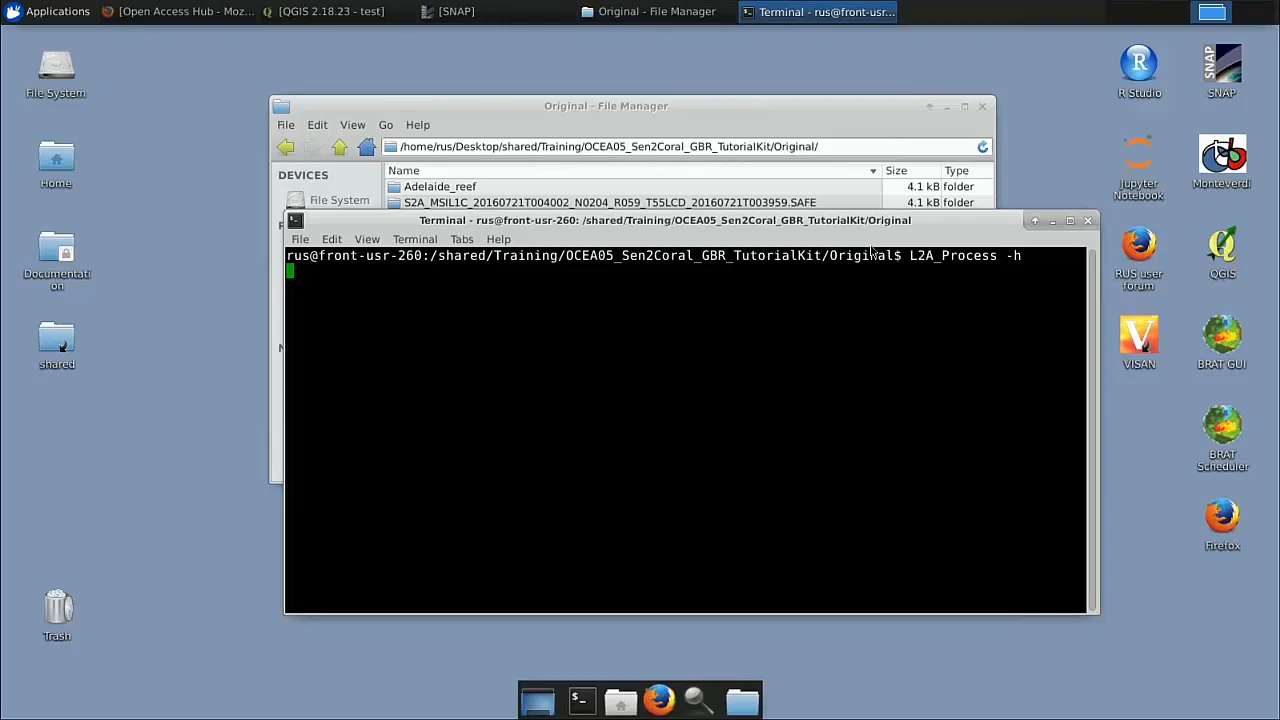 Applications
[Open Access Hub - Moz...
[QGIS 2.18.23 - test]
[SNAP]
Original - File Manager
Terminal - rus@front-usr...
File System
Home
Documentati
on
shared
Trash
Original - File Manager
File Edit View Go Help
/home/rus/Desktop/shared/Training/OCEA05_Sen2Coral_GBR_TutorialKit/Original/
DEVICES
File System
Name Size Type
Adelaide_reef 4.1 kB folder
S2A_MSIL1C_20160721T004002_N0204_R059_T55LCD_20160721T003959.SAFE 4.1 kB folder
Terminal - rus@front-usr-260: /shared/Training/OCEA05_Sen2Coral_GBR_TutorialKit/Original
File Edit View Terminal Tabs Help
rus@front-usr-260:/shared/Training/OCEA05_Sen2Coral_GBR_TutorialKit/Original$ L2A_Process -h
R Studio
SNAP
SNAP
Jupyter
Notebook
Monteverdi
RUS user
forum
QGIS
VISAN
BRAT GUI
BRAT
Scheduler
Firefox